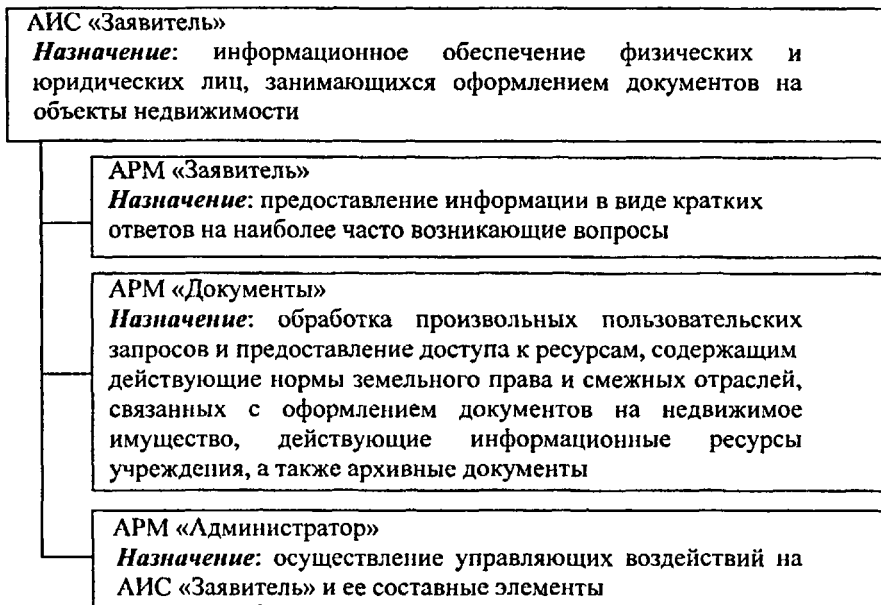 АИС «Заявитель»
Назначение: информационное обеспечение физических и
юридических лиц, занимающихся оформлением документов на
объекты недвижимости
АРМ «Заявитель»
Назначение: предоставление информации в виде кратких
ответов на наиболее часто возникающие вопросы
АРМ «Документы»
Назначение: обработка произвольных пользовательских
запросов и предоставление доступа к ресурсам, содержащим
действующие нормы земельного права и смежных отраслей,
связанных с оформлением документов на недвижимое
имущество, действующие информационные ресурсы
учреждения, а также архивные документы
АРМ «Администратор»
Назначение: осуществление управляющих воздействий на
АИС «Заявитель» и ее составные элементы